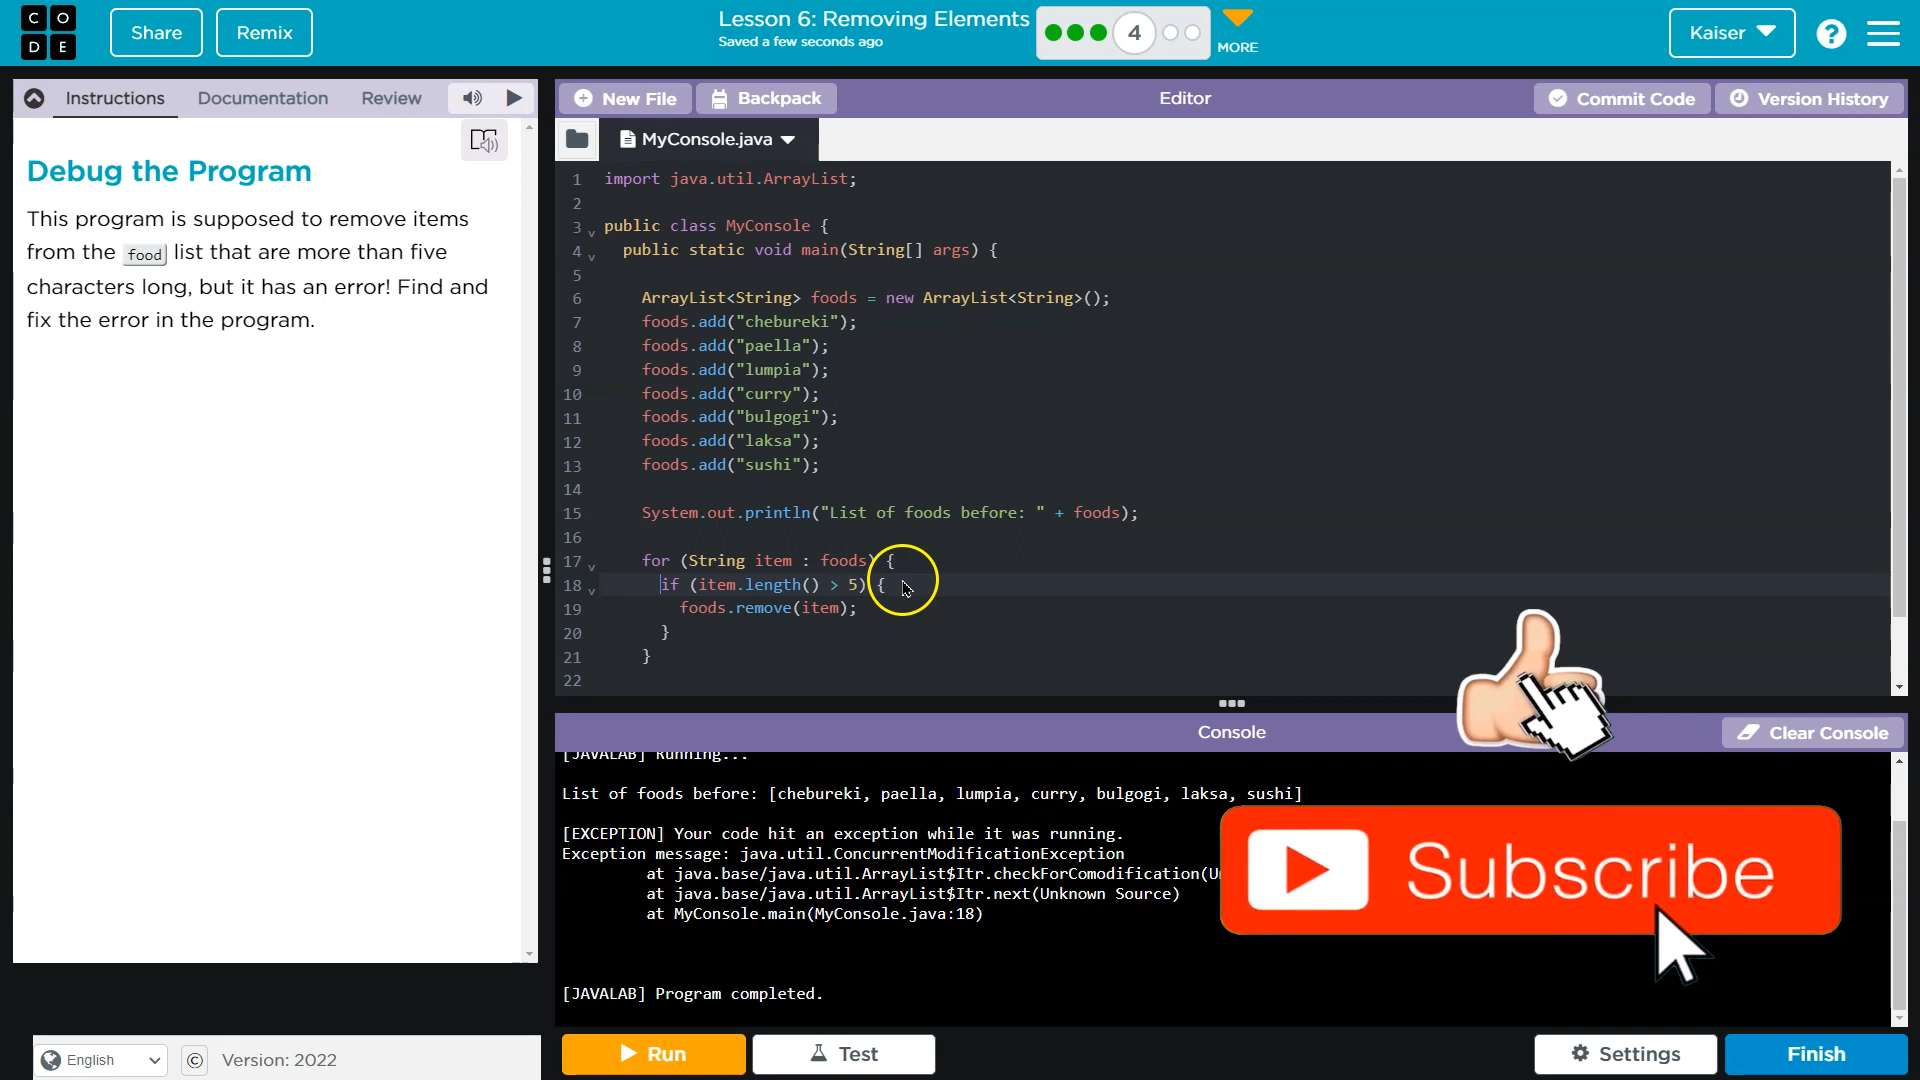 CO
DE
Share
Remix
Lesson 6: Removing Elements
Saved a few seconds ago
4
MORE
Kaiser
?
Instructions
Documentation
Review
Debug the Program
This program is supposed to remove items
from the food list that are more than five
characters long, but it has an error! Find and
fix the error in the program.
New File
Backpack
Editor
Commit Code
Version History
MyConsole.java
1 import java.util.ArrayList;
2
3 public class MyConsole {
4 public static void main(String[] args) {
5
6 ArrayList<String> foods = new ArrayList<String>();
7 foods.add("chebureki");
8 foods.add("paella");
9 foods.add("lumpia");
10 foods.add("curry");
11 foods.add("bulgogi");
12 foods.add("laksa");
13 foods.add("sushi");
14
15 System.out.println("List of foods before: " + foods);
16
17 for (String item : foods) {
18 if (item.length() > 5) {
19 foods.remove(item);
20 }
21 }
22
Console
Clear Console
[JAVALAB] Running...
List of foods before: [chebureki, paella, lumpia, curry, bulgogi, laksa, sushi]
[EXCEPTION] Your code hit an exception while it was running.
Exception message: java.util.ConcurrentModificationException
at java.base/java.util.ArrayList$Itr.checkForComodification(U
at java.base/java.util.ArrayList$Itr.next(Unknown Source)
at MyConsole.main(MyConsole.java:18)
[JAVALAB] Program completed.
Subscribe
English
©
Version: 2022
Run
Test
Settings
Finish